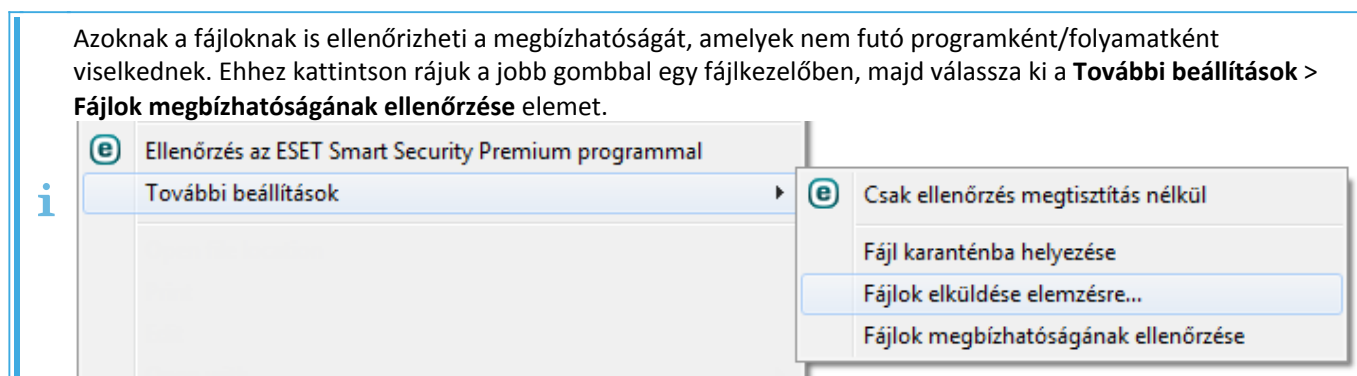 Azoknak a fájloknak is ellenőrizheti a megbízhatóságát, amelyek nem futó programként/folyamatként
viselkednek. Ehhez kattintson rájuk a jobb gombbal egy fájlkezelőben, majd válassza ki a További beállítások >
Fájlok megbízhatóságának ellenőrzése elemet.
Ellenőrzés az ESET Smart Security Premium programmal
További beállítások
Csak ellenőrzés megtisztítás nélkül
Fájl karanténba helyezése
Fájlok elküldése elemzésre...
Fájlok megbízhatóságának ellenőrzése